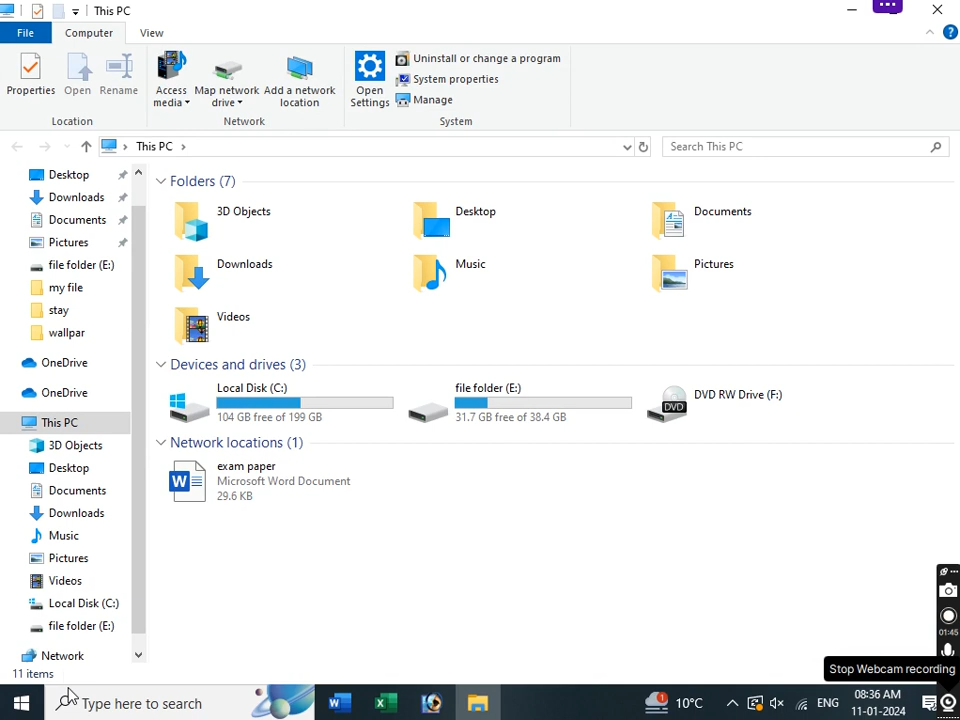 This PC
File
Computer
View
Properties
Open
Rename
Access media
Map network drive
Add a network location
Open Settings
Uninstall or change a program
System properties
Manage
Location
Network
System
This PC
Search This PC
Desktop
Downloads
Documents
Pictures
file folder (E:)
my file
stay
wallpar
OneDrive
OneDrive
This PC
3D Objects
Desktop
Documents
Downloads
Music
Pictures
Videos
Local Disk (C:)
file folder (E:)
Network
Folders (7)
3D Objects
Desktop
Documents
Downloads
Music
Pictures
Videos
Devices and drives (3)
Local Disk (C:)
104 GB free of 199 GB
file folder (E:)
31.7 GB free of 38.4 GB
DVD RW Drive (F:)
DVD
Network locations (1)
exam paper
Microsoft Word Document
29.6 KB
W
11 items
01:45
Stop Webcam recording
Type here to search
1
10°C
ENG
08:36 AM
11-01-2024